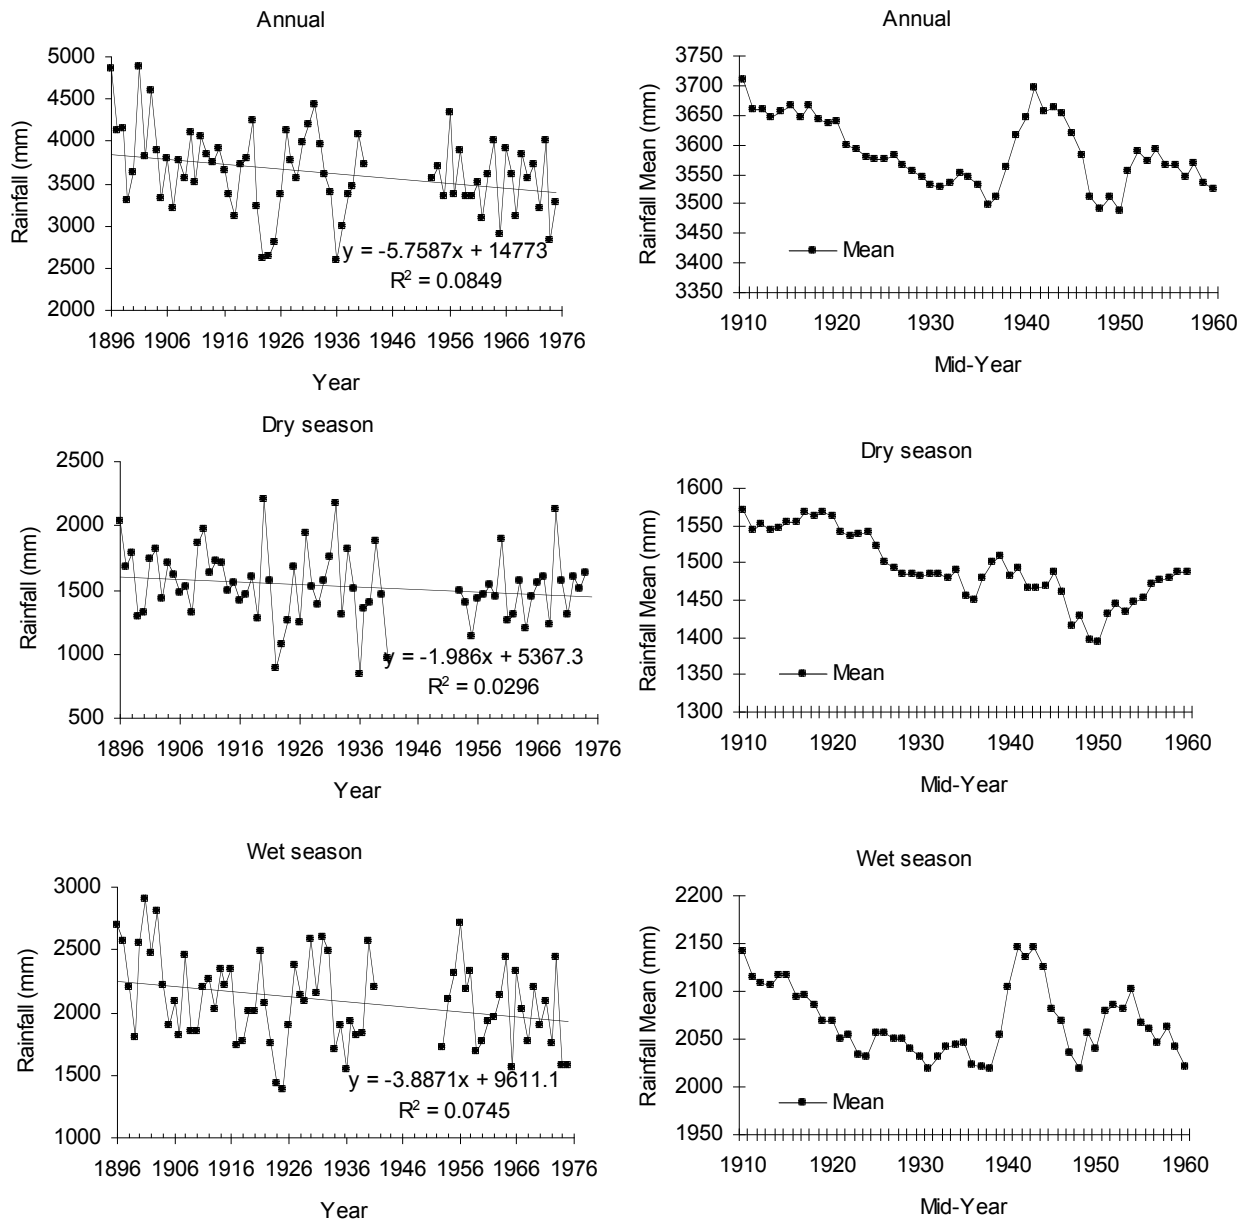 Annual
5000
4500
4000
3500
3000
2500
2000
Rainfall (mm)
y = -5.7587x + 14773
R² = 0.0849
1896 1906 1916 1926 1936 1946 1956 1966 1976
Year
Annual
3750
3700
3650
3600
3550
3500
3450
3400
3350
Rainfall Mean (mm)
Mean
1910 1920 1930 1940 1950 1960
Mid-Year
Dry season
2500
2000
1500
1000
500
Rainfall (mm)
y = -1.986x + 5367.3
R² = 0.0296
1896 1906 1916 1926 1936 1946 1956 1966 1976
Year
Dry season
1600
1550
1500
1450
1400
1350
1300
Rainfall Mean (mm)
Mean
1910 1920 1930 1940 1950 1960
Mid-Year
Wet season
3000
2500
2000
1500
1000
Rainfall (mm)
y = -3.8871x + 9611.1
R² = 0.0745
1896 1906 1916 1926 1936 1946 1956 1966 1976
Year
Wet season
2200
2150
2100
2050
2000
1950
Rainfall Mean (mm)
Mean
1910 1920 1930 1940 1950 1960
Mid-Year